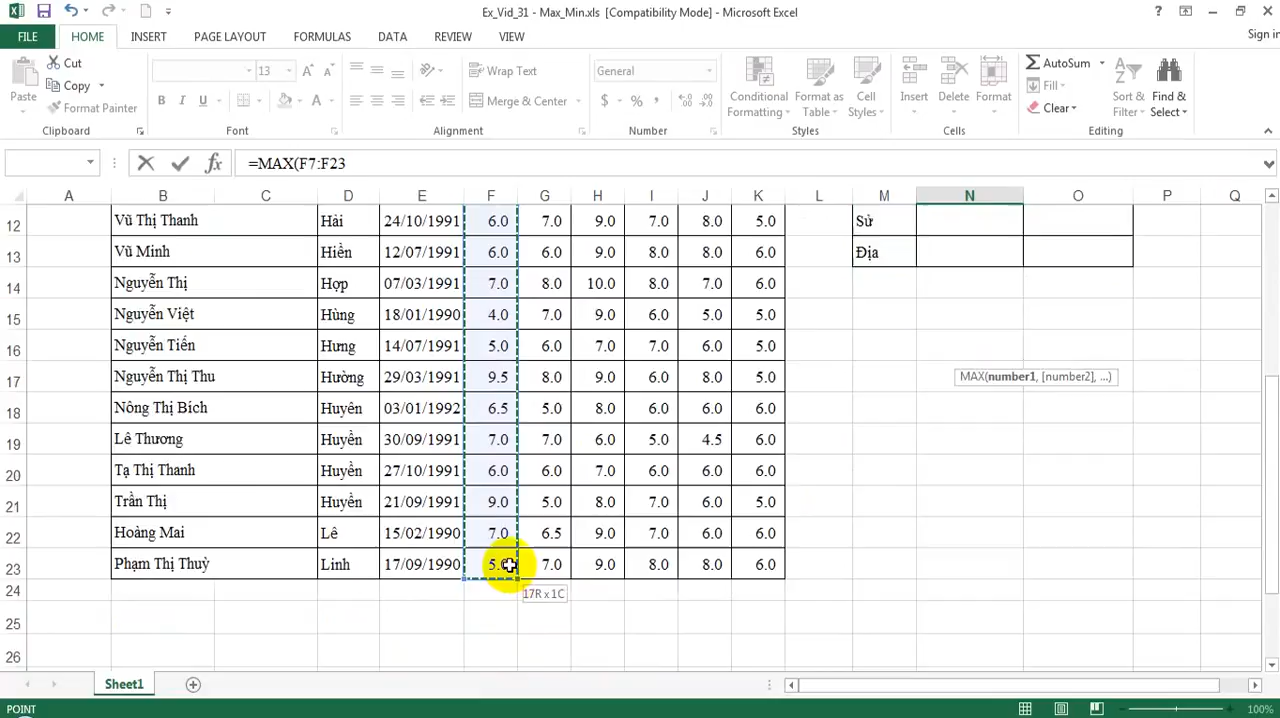 Ex_Vid_31 - Max_Min.xls [Compatibility Mode] - Microsoft Excel
Sign in
FILE HOME INSERT PAGE LAYOUT FORMULAS DATA REVIEW VIEW
Paste
Cut
Copy
Format Painter
Clipboard
13
A A
B I U A
Font
Wrap Text
Merge & Center
Alignment
General
$ % ,
Number
Conditional Formatting
Format as Table
Cell Styles
Styles
Insert
Delete
Format
Cells
AutoSum
Fill
Clear
Sort & Filter
Find & Select
Editing
fx =MAX(F7:F23
A B C D E F G H I J K L M N O P Q
12 Vũ Thị Thanh Hải 24/10/1991 6.0 7.0 9.0 7.0 8.0 5.0 Sử
13 Vũ Minh Hiền 12/07/1991 6.0 6.0 9.0 8.0 8.0 6.0 Địa
14 Nguyễn Thị Hợp 07/03/1991 7.0 8.0 10.0 8.0 7.0 6.0
15 Nguyễn Việt Hùng 18/01/1990 4.0 7.0 9.0 6.0 5.0 5.0
16 Nguyễn Tiến Hưng 14/07/1991 5.0 6.0 7.0 7.0 6.0 5.0
17 Nguyễn Thị Thu Hường 29/03/1991 9.5 8.0 9.0 6.0 8.0 5.0
MAX(number1, [number2], ...)
18 Nông Thị Bích Huyên 03/01/1992 6.5 5.0 8.0 6.0 6.0 6.0
19 Lê Thương Huyền 30/09/1991 7.0 7.0 6.0 5.0 4.5 6.0
20 Tạ Thị Thanh Huyền 27/10/1991 6.0 6.0 7.0 6.0 6.0 6.0
21 Trần Thị Huyền 21/09/1991 9.0 5.0 8.0 7.0 6.0 5.0
22 Hoàng Mai Lê 15/02/1990 7.0 6.5 9.0 7.0 6.0 6.0
23 Phạm Thị Thuỳ Linh 17/09/1990 5.0 7.0 9.0 8.0 8.0 6.0
24
17R x 1C
25
26
Sheet1
POINT
100%